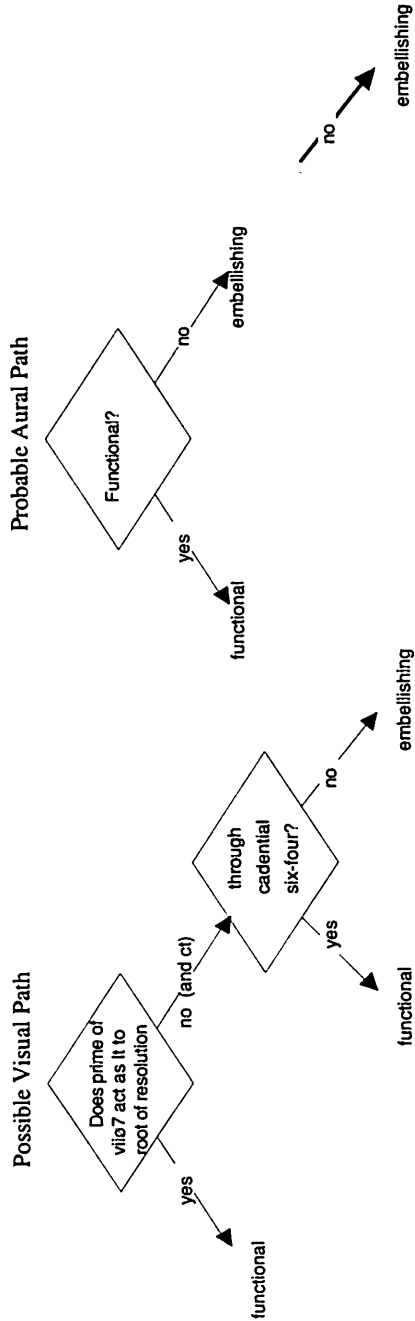 Possible Visual Path
Does prime of
viiø7 act as lt to
root of resolution
yes
no (and ct)
functional
through
cadential
six-four?
yes
no
functional
embellishing
Probable Aural Path
Functional?
yes
no
functional
embellishing
no
embellishing